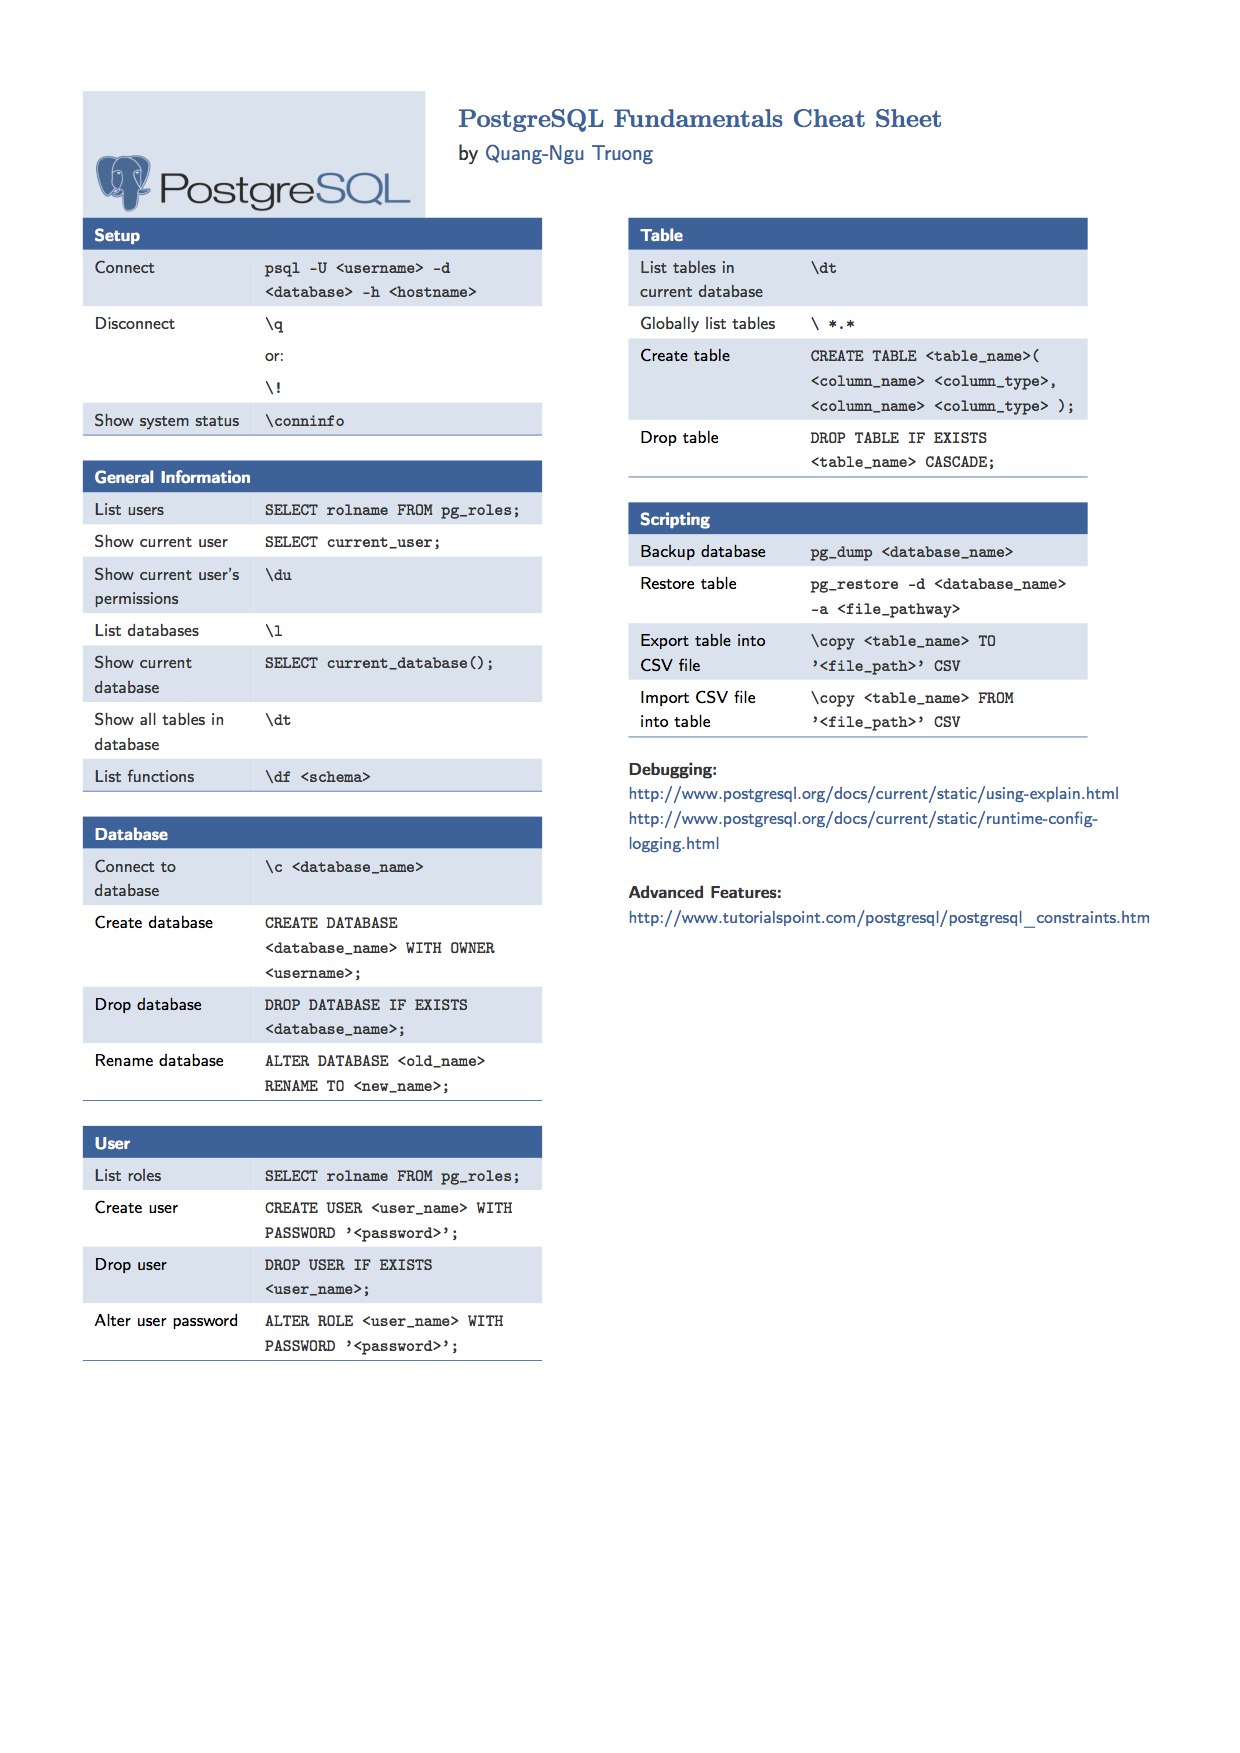 PostgreSQL
PostgreSQL Fundamentals Cheat Sheet
by Quang-Ngu Truong
Setup
Connect psql -U <username> -d
<database> -h <hostname>
Disconnect \q
or:
\!
Show system status \conninfo
General Information
List users SELECT rolname FROM pg_roles;
Show current user SELECT current_user;
Show current user's \du
permissions
List databases \l
Show current SELECT current_database();
database
Show all tables in \dt
database
List functions \df <schema>
Database
Connect to \c <database_name>
database
Create database CREATE DATABASE
<database_name> WITH OWNER
<username>;
Drop database DROP DATABASE IF EXISTS
<database_name>;
Rename database ALTER DATABASE <old_name>
RENAME TO <new_name>;
User
List roles SELECT rolname FROM pg_roles;
Create user CREATE USER <user_name> WITH
PASSWORD ’<password>’;
Drop user DROP USER IF EXISTS
<user_name>;
Alter user password ALTER ROLE <user_name> WITH
PASSWORD ’<password>’;
Table
List tables in \dt
current database
Globally list tables \ *.*
Create table CREATE TABLE <table_name>(
<column_name> <column_type>,
<column_name> <column_type> );
Drop table DROP TABLE IF EXISTS
<table_name> CASCADE;
Scripting
Backup database pg_dump <database_name>
Restore table pg_restore -d <database_name>
-a <file_pathway>
Export table into \copy <table_name> TO
CSV file ’<file_path>’ CSV
Import CSV file \copy <table_name> FROM
into table ’<file_path>’ CSV
Debugging:
http://www.postgresql.org/docs/current/static/using-explain.html
http://www.postgresql.org/docs/current/static/runtime-config-
logging.html
Advanced Features:
http://www.tutorialspoint.com/postgresql/postgresql_constraints.htm